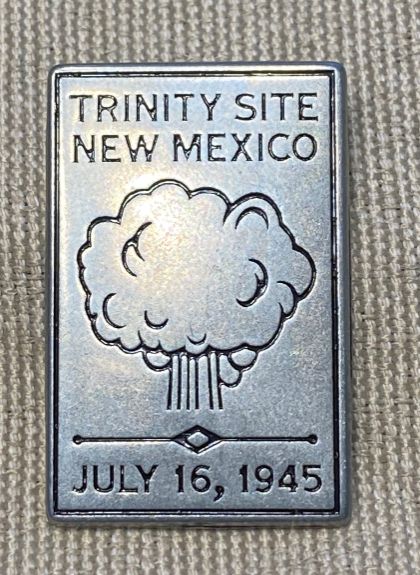 TRINITY SITE
NEW MEXICO
JULY 16, 1945